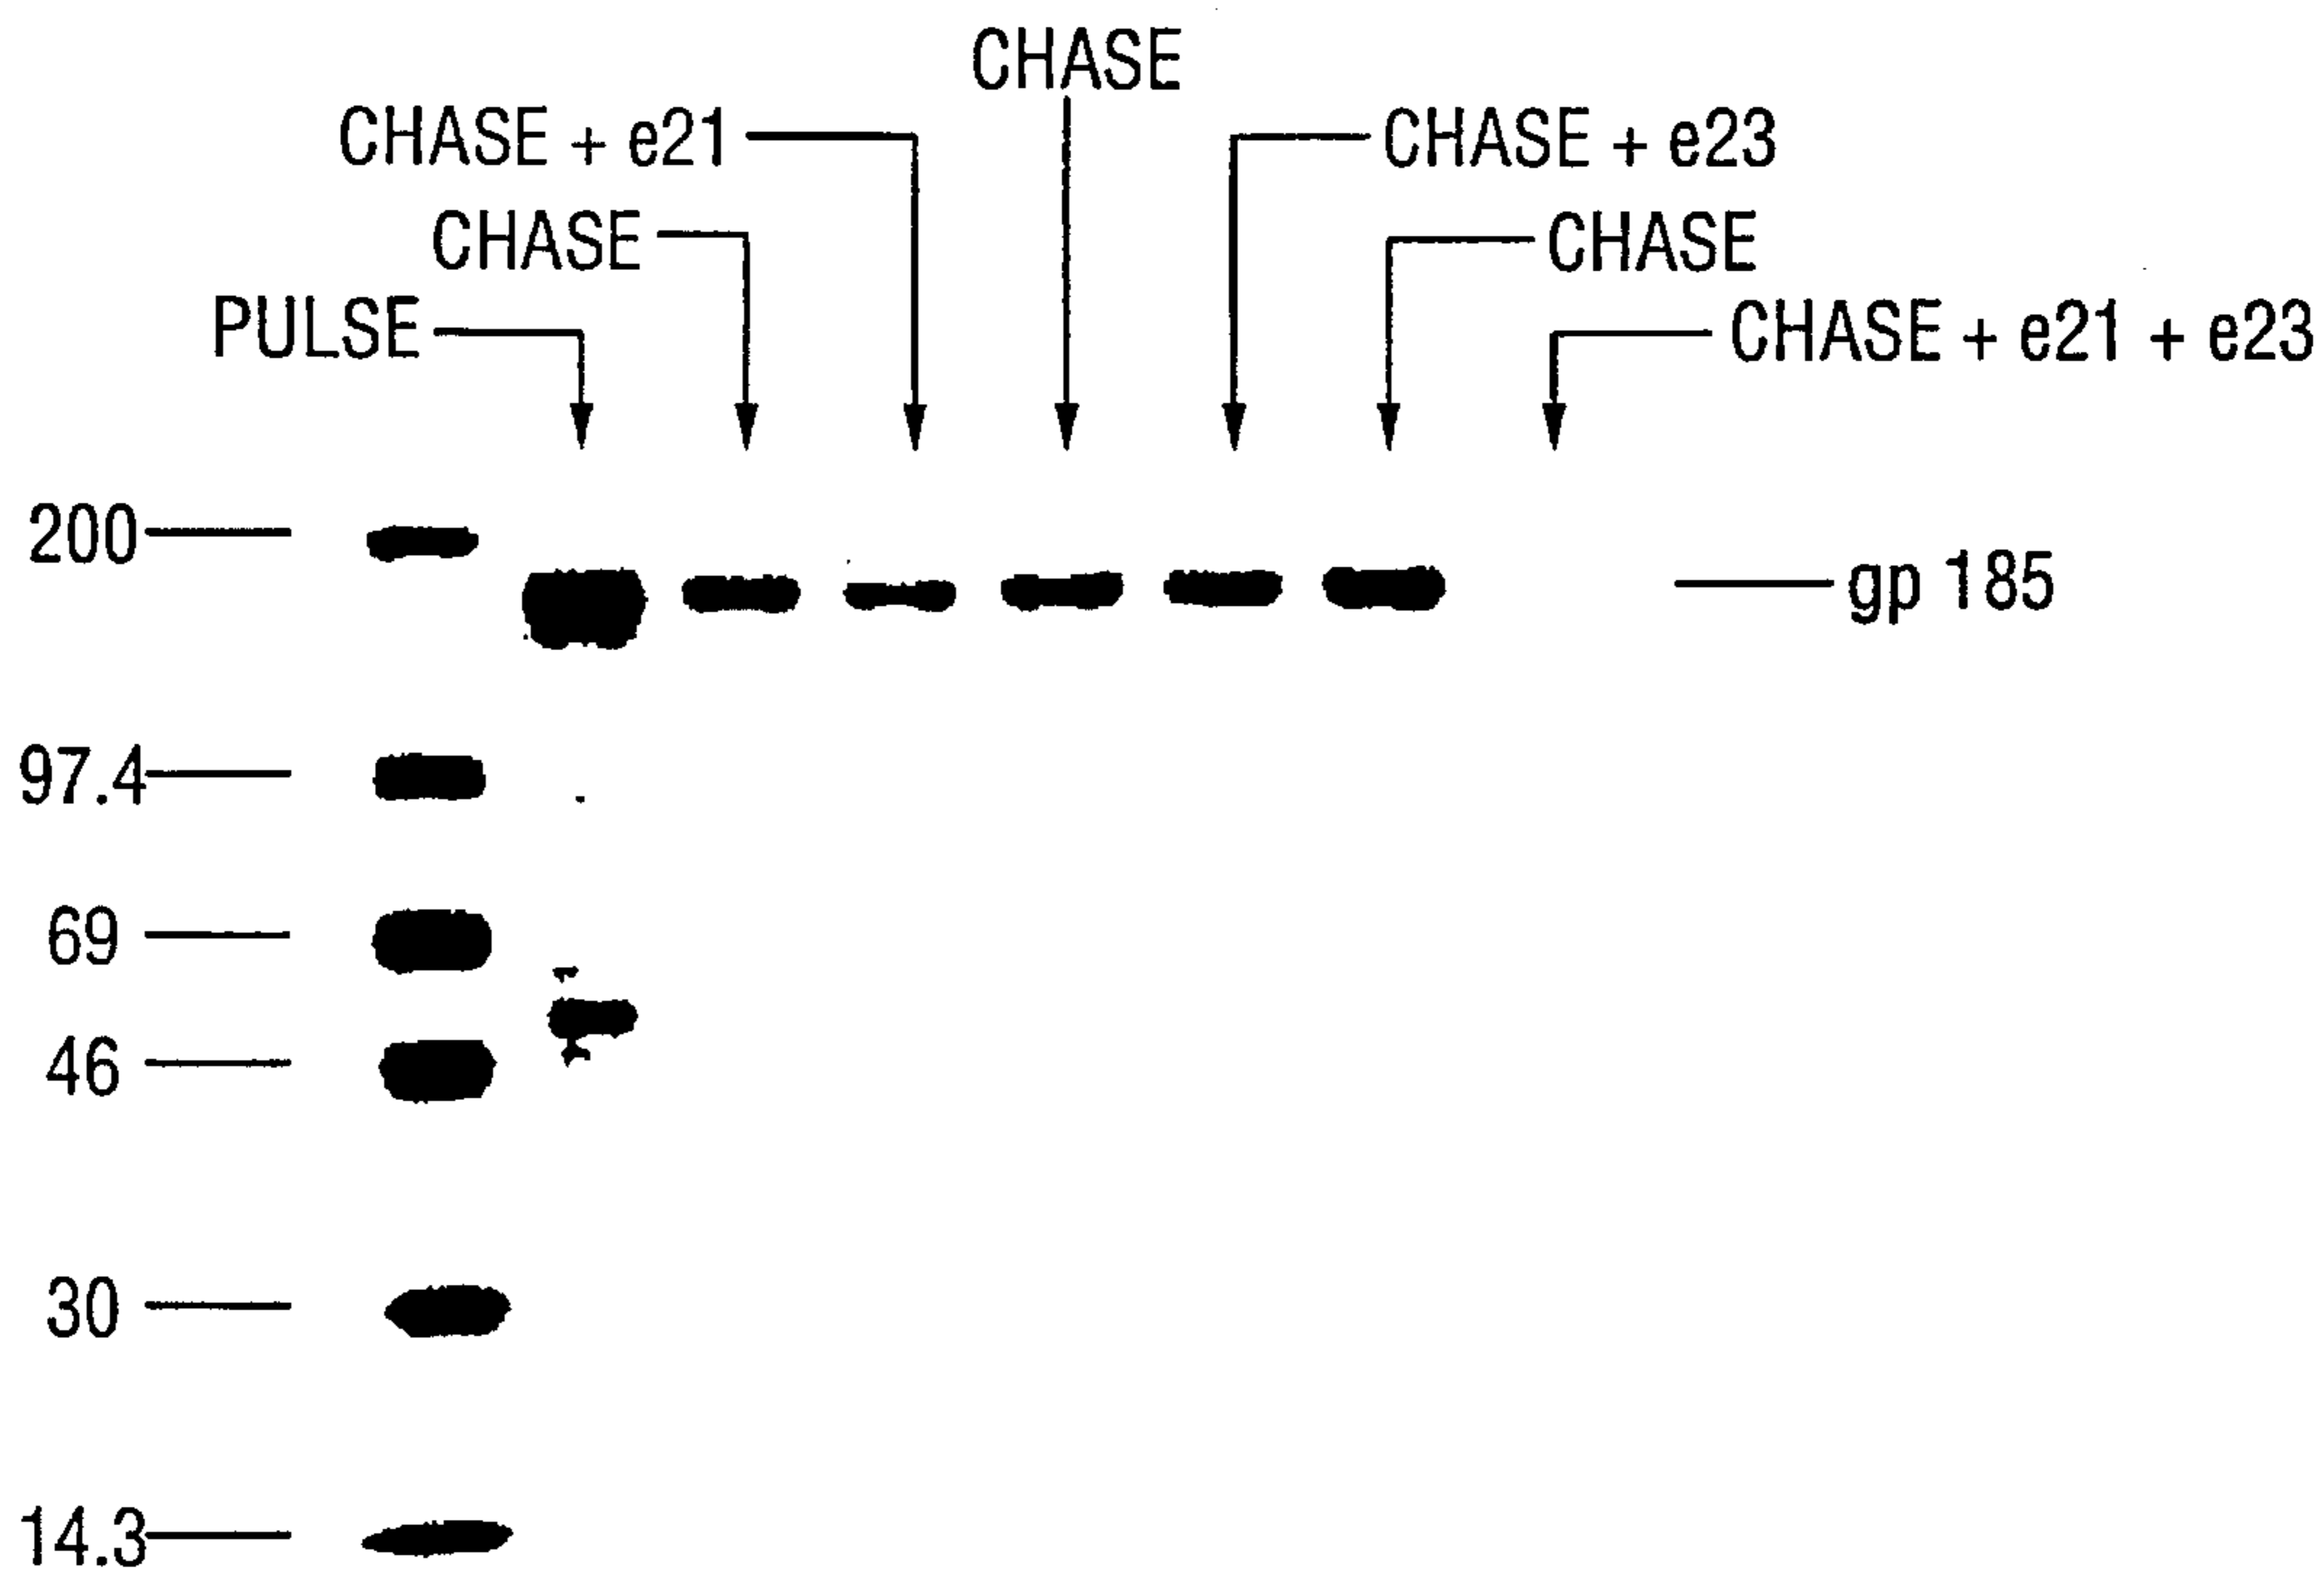 CHASE
CHASE + e21
CHASE + e23
CHASE
CHASE
PULSE
CHASE + e21 + e23
200
gp 185
97.4
69
46
30
14.3